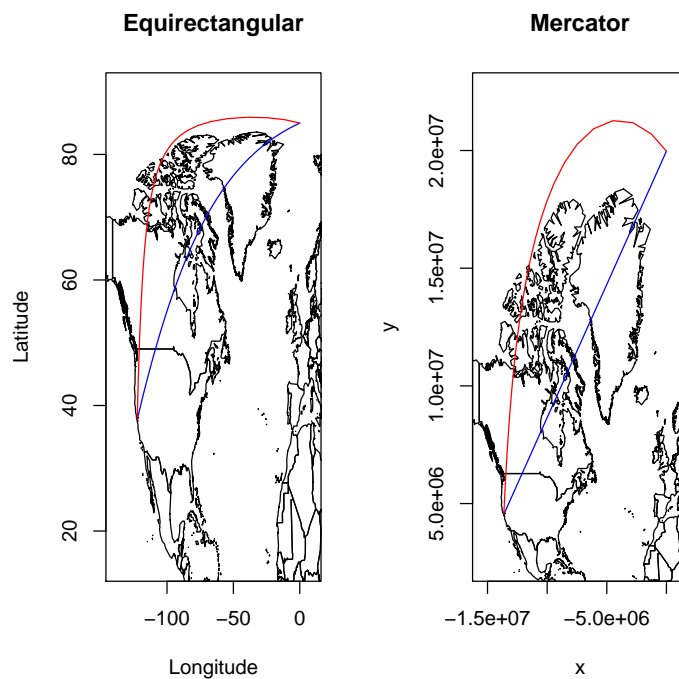 Equirectangular
Latitude
80
60
40
20
−100
−50
0
Longitude
Mercator
y
2.0e+07
1.5e+07
1.0e+07
5.0e+06
−1.5e+07
−5.0e+06
x